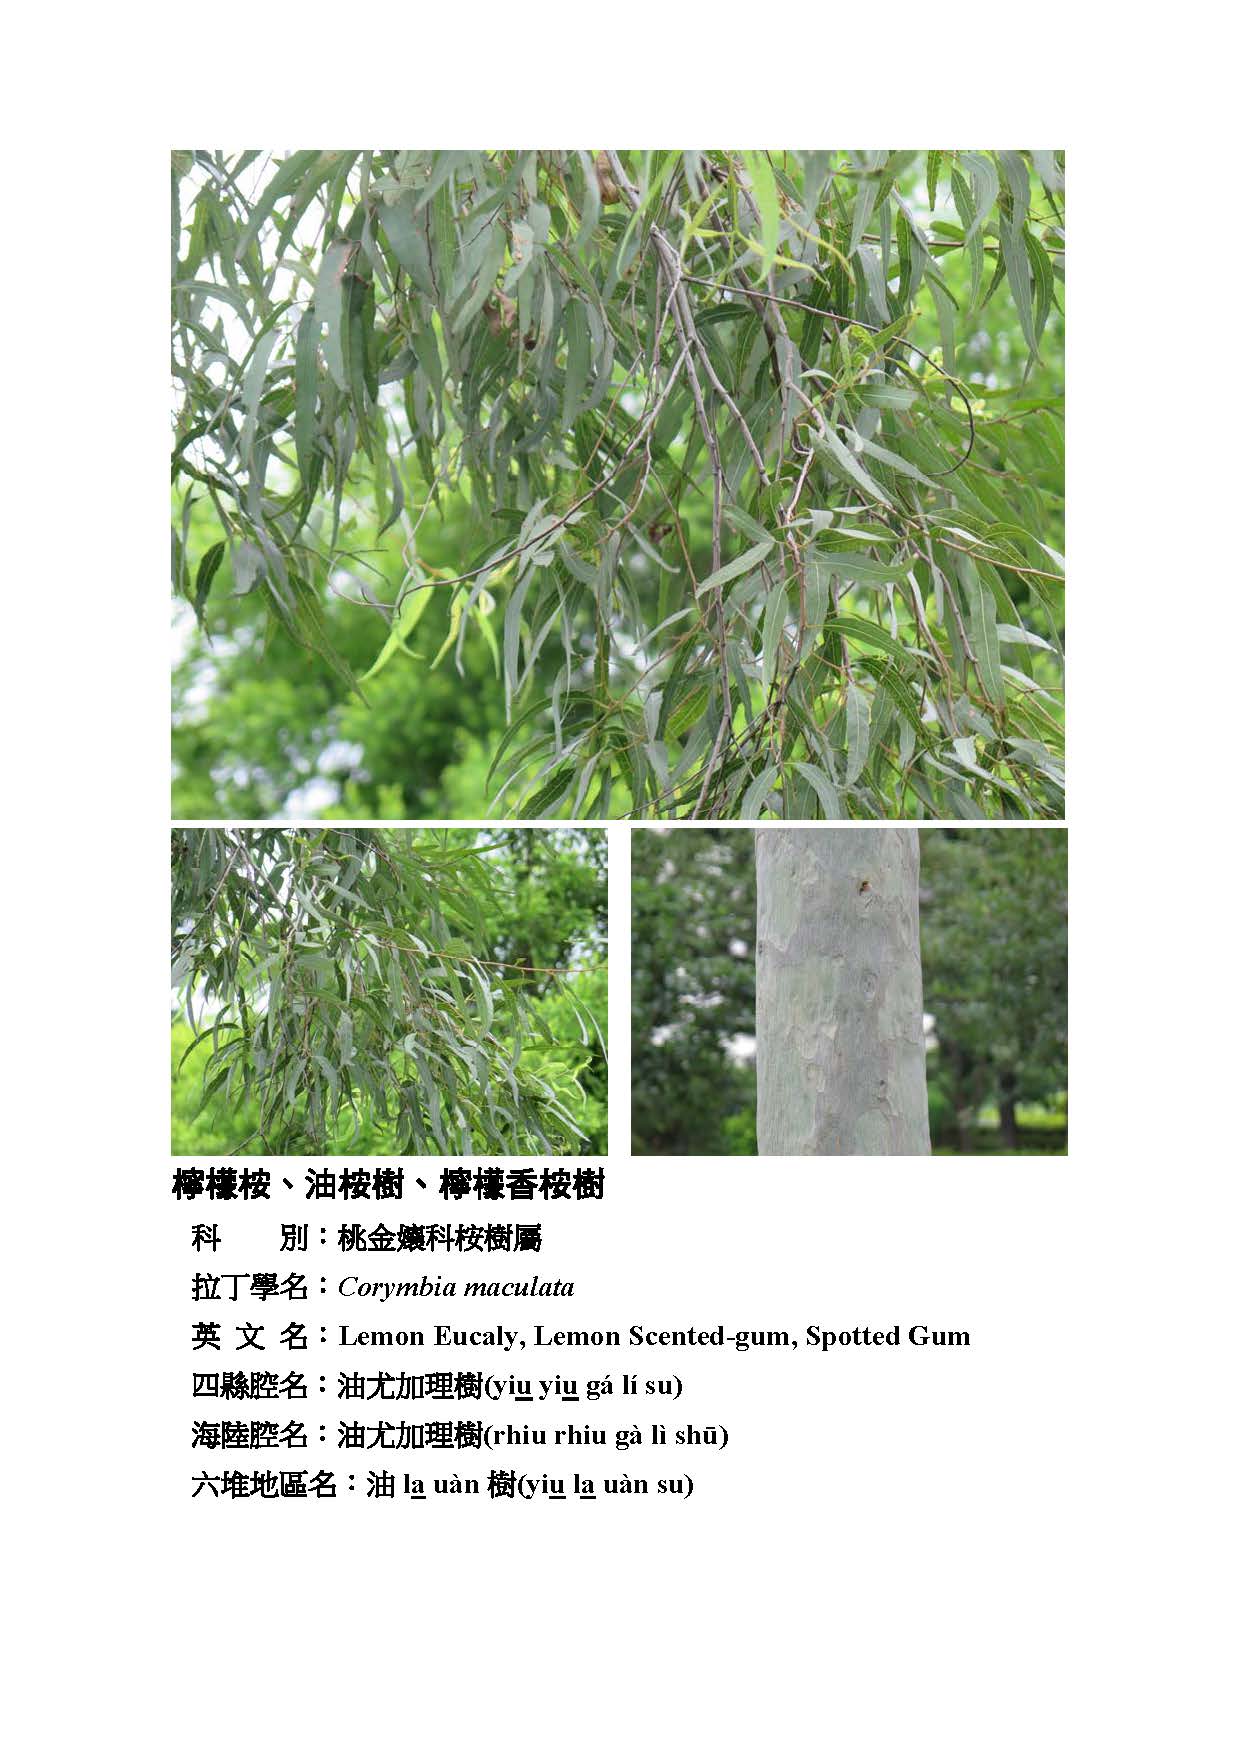 檸檬桉、油桉樹、檸檬香桉樹
科　　別：桃金孃科桉樹屬
拉丁學名：Corymbia maculata
英 文 名：Lemon Eucaly, Lemon Scented-gum, Spotted Gum
四縣腔名：油尤加理樹(yiu yiu gá lí su)
海陸腔名：油尤加理樹(rhiu rhiu gà lì shū)
六堆地區名：油 la uàn 樹(yiu la uàn su)